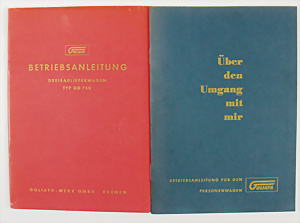 GOLIATH
BETRIEBSANLEITUNG
DREIRADLIEFERWAGEN
TYP GD 750
GOLIATH-WERK GMBH. BREMEN
Über
den
Umgang
mit
mir
BETRIEBSANLEITUNG FÜR DEN
GOLIATH
PERSONENWAGEN